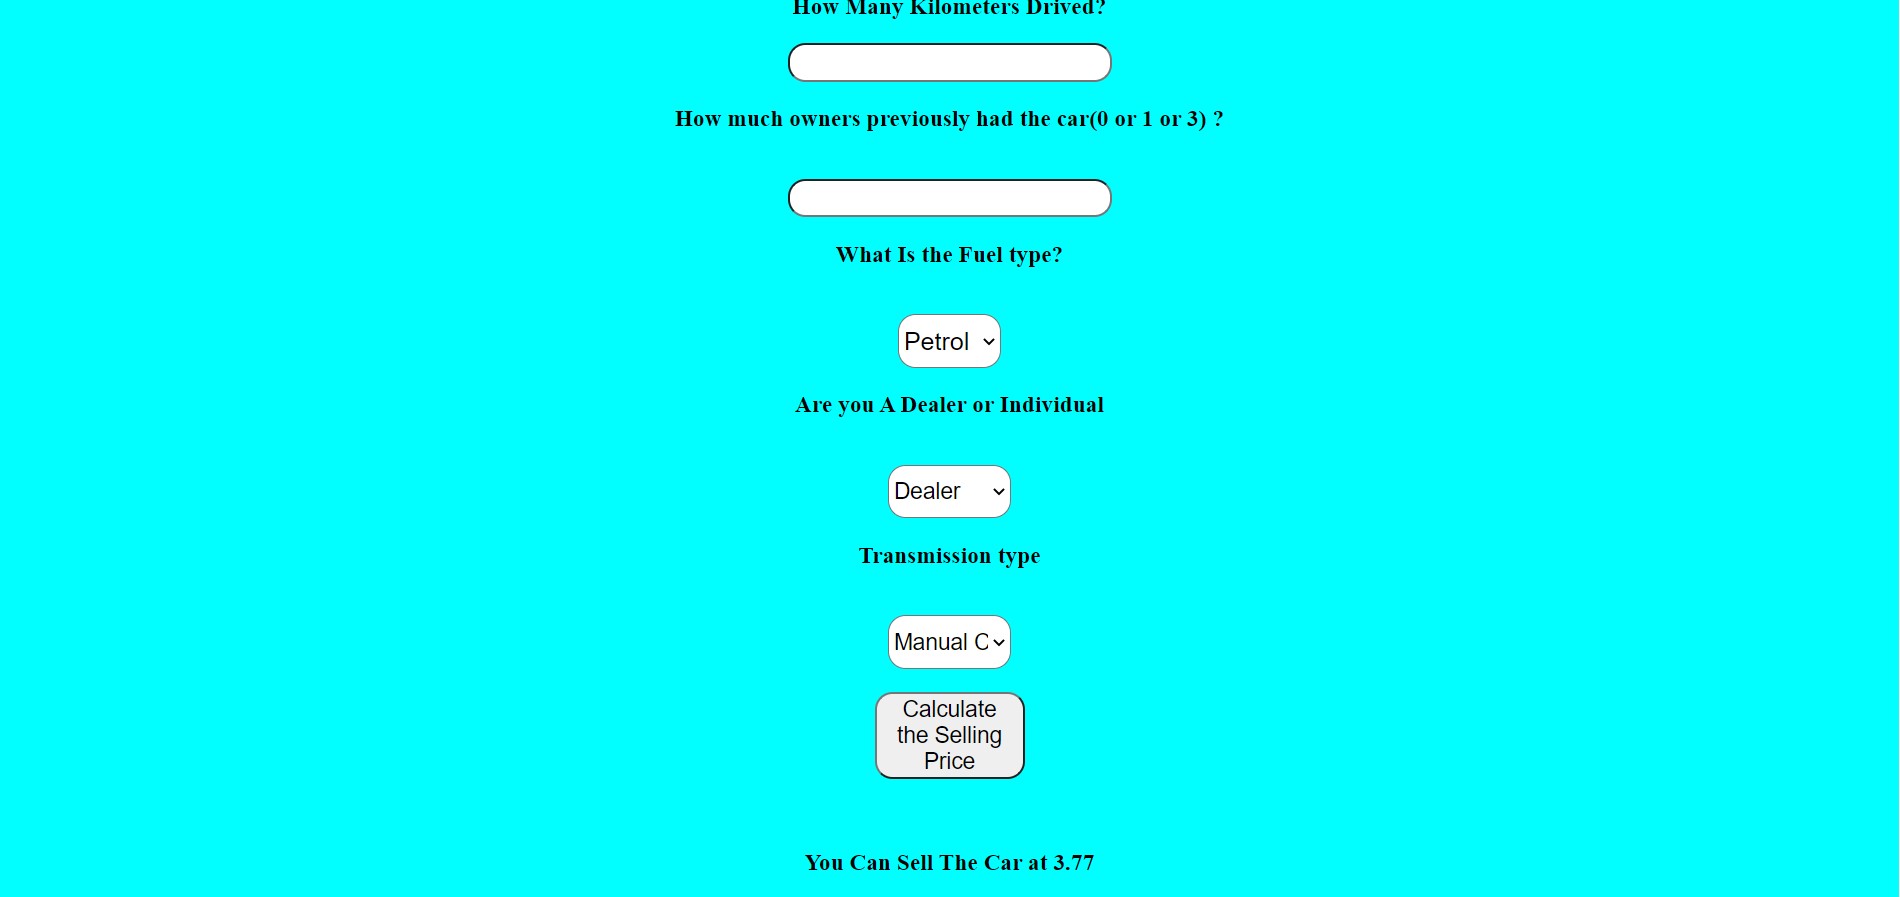 How Many Kilometers Drived?
How much owners previously had the car(0 or 1 or 3) ?
What Is the Fuel type?
Petrol
Are you A Dealer or Individual
Dealer
Transmission type
Manual C
Calculate
the Selling
Price
You Can Sell The Car at 3.77